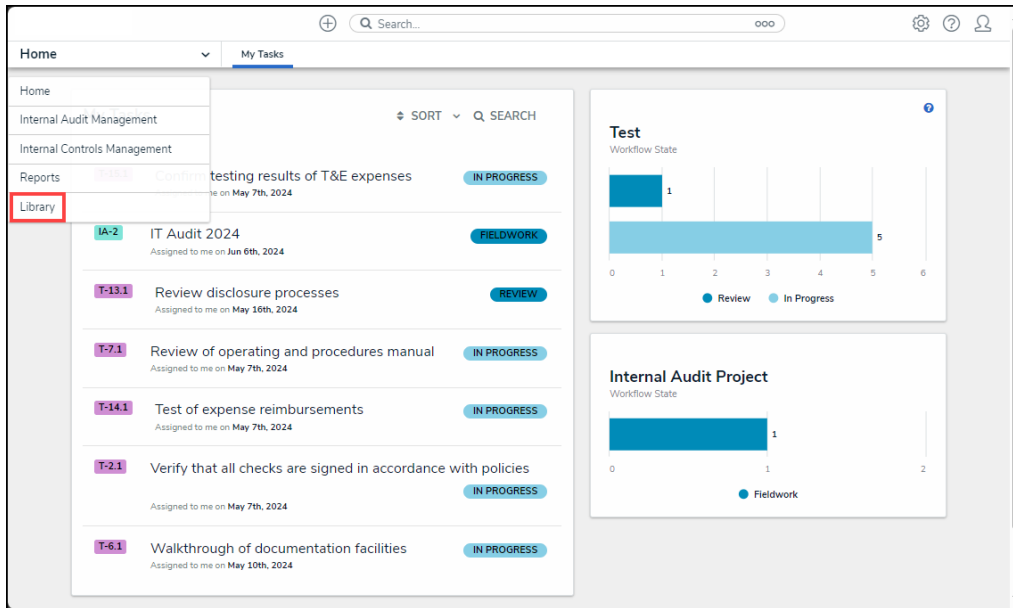 Search...
ooo
Home
My Tasks
Home
Internal Audit Management
Internal Controls Management
Reports
Library
SORT
SEARCH
testing results of T&E expenses
IN PROGRESS
on May 7th, 2024
IA-2
IT Audit 2024
FIELDWORK
Assigned to me on Jun 6th, 2024
T-13.1
Review disclosure processes
REVIEW
Assigned to me on May 16th, 2024
T-7.1
Review of operating and procedures manual
IN PROGRESS
Assigned to me on May 7th, 2024
T-14.1
Test of expense reimbursements
IN PROGRESS
Assigned to me on May 7th, 2024
T-2.1
Verify that all checks are signed in accordance with policies
IN PROGRESS
Assigned to me on May 7th, 2024
T-6.1
Walkthrough of documentation facilities
IN PROGRESS
Assigned to me on May 10th, 2024
Test
Workflow State
1
5
0 1 2 3 4 5 6
Review In Progress
Internal Audit Project
Workflow State
1
0 1 2
Fieldwork